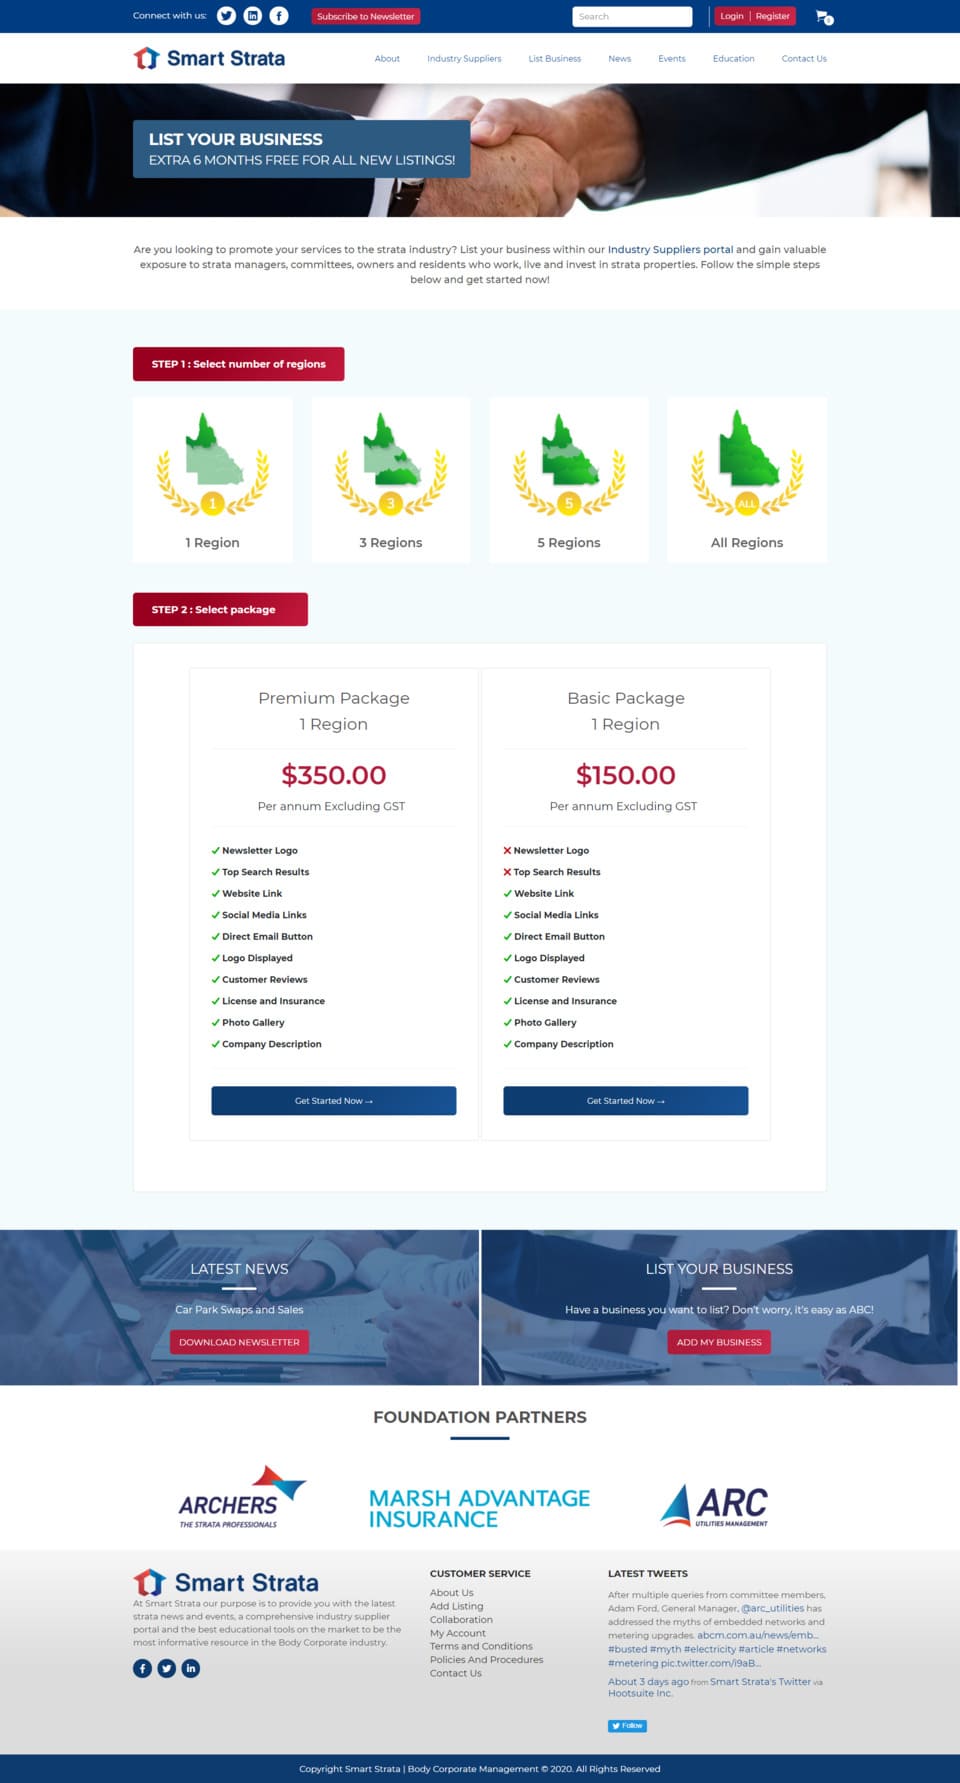 Connect with us:
Subscribe to Newsletter
Search
Login | Register
0
Smart Strata
About
Industry Suppliers
List Business
News
Events
Education
Contact Us
LIST YOUR BUSINESS
EXTRA 6 MONTHS FREE FOR ALL NEW LISTINGS!
Are you looking to promote your services to the strata industry? List your business within our Industry Suppliers portal and gain valuable
exposure to strata managers, committees, owners and residents who work, live and invest in strata properties. Follow the simple steps
below and get started now!
STEP 1 : Select number of regions
1
1 Region
3
3 Regions
5
5 Regions
ALL
All Regions
STEP 2 : Select package
Premium Package
1 Region
$350.00
Per annum Excluding GST
Newsletter Logo
Top Search Results
Website Link
Social Media Links
Direct Email Button
Logo Displayed
Customer Reviews
License and Insurance
Photo Gallery
Company Description
Get Started Now →
Basic Package
1 Region
$150.00
Per annum Excluding GST
Newsletter Logo
Top Search Results
Website Link
Social Media Links
Direct Email Button
Logo Displayed
Customer Reviews
License and Insurance
Photo Gallery
Company Description
Get Started Now →
LATEST NEWS
Car Park Swaps and Sales
DOWNLOAD NEWSLETTER
LIST YOUR BUSINESS
Have a business you want to list? Don't worry, it's easy as ABC!
ADD MY BUSINESS
FOUNDATION PARTNERS
ARCHERS
THE STRATA PROFESSIONALS
MARSH ADVANTAGE
INSURANCE
ARC
UTILITIES MANAGEMENT
Smart Strata
At Smart Strata our purpose is to provide you with the latest
strata news and events, a comprehensive industry supplier
portal and the best educational tools on the market to be the
most informative resource in the Body Corporate industry.
CUSTOMER SERVICE
About Us
Add Listing
Collaboration
My Account
Terms and Conditions
Policies And Procedures
Contact Us
LATEST TWEETS
After multiple queries from committee members,
Adam Ford, General Manager, @arc_utilities has
addressed the myths of embedded networks and
metering upgrades. abcm.com.au/news/emb...
#busted #myth #electricity #article #networks
#metering pic.twitter.com/i9aB...
About 3 days ago from Smart Strata's Twitter via
Hootsuite Inc.
Follow
Copyright Smart Strata | Body Corporate Management © 2020. All Rights Reserved